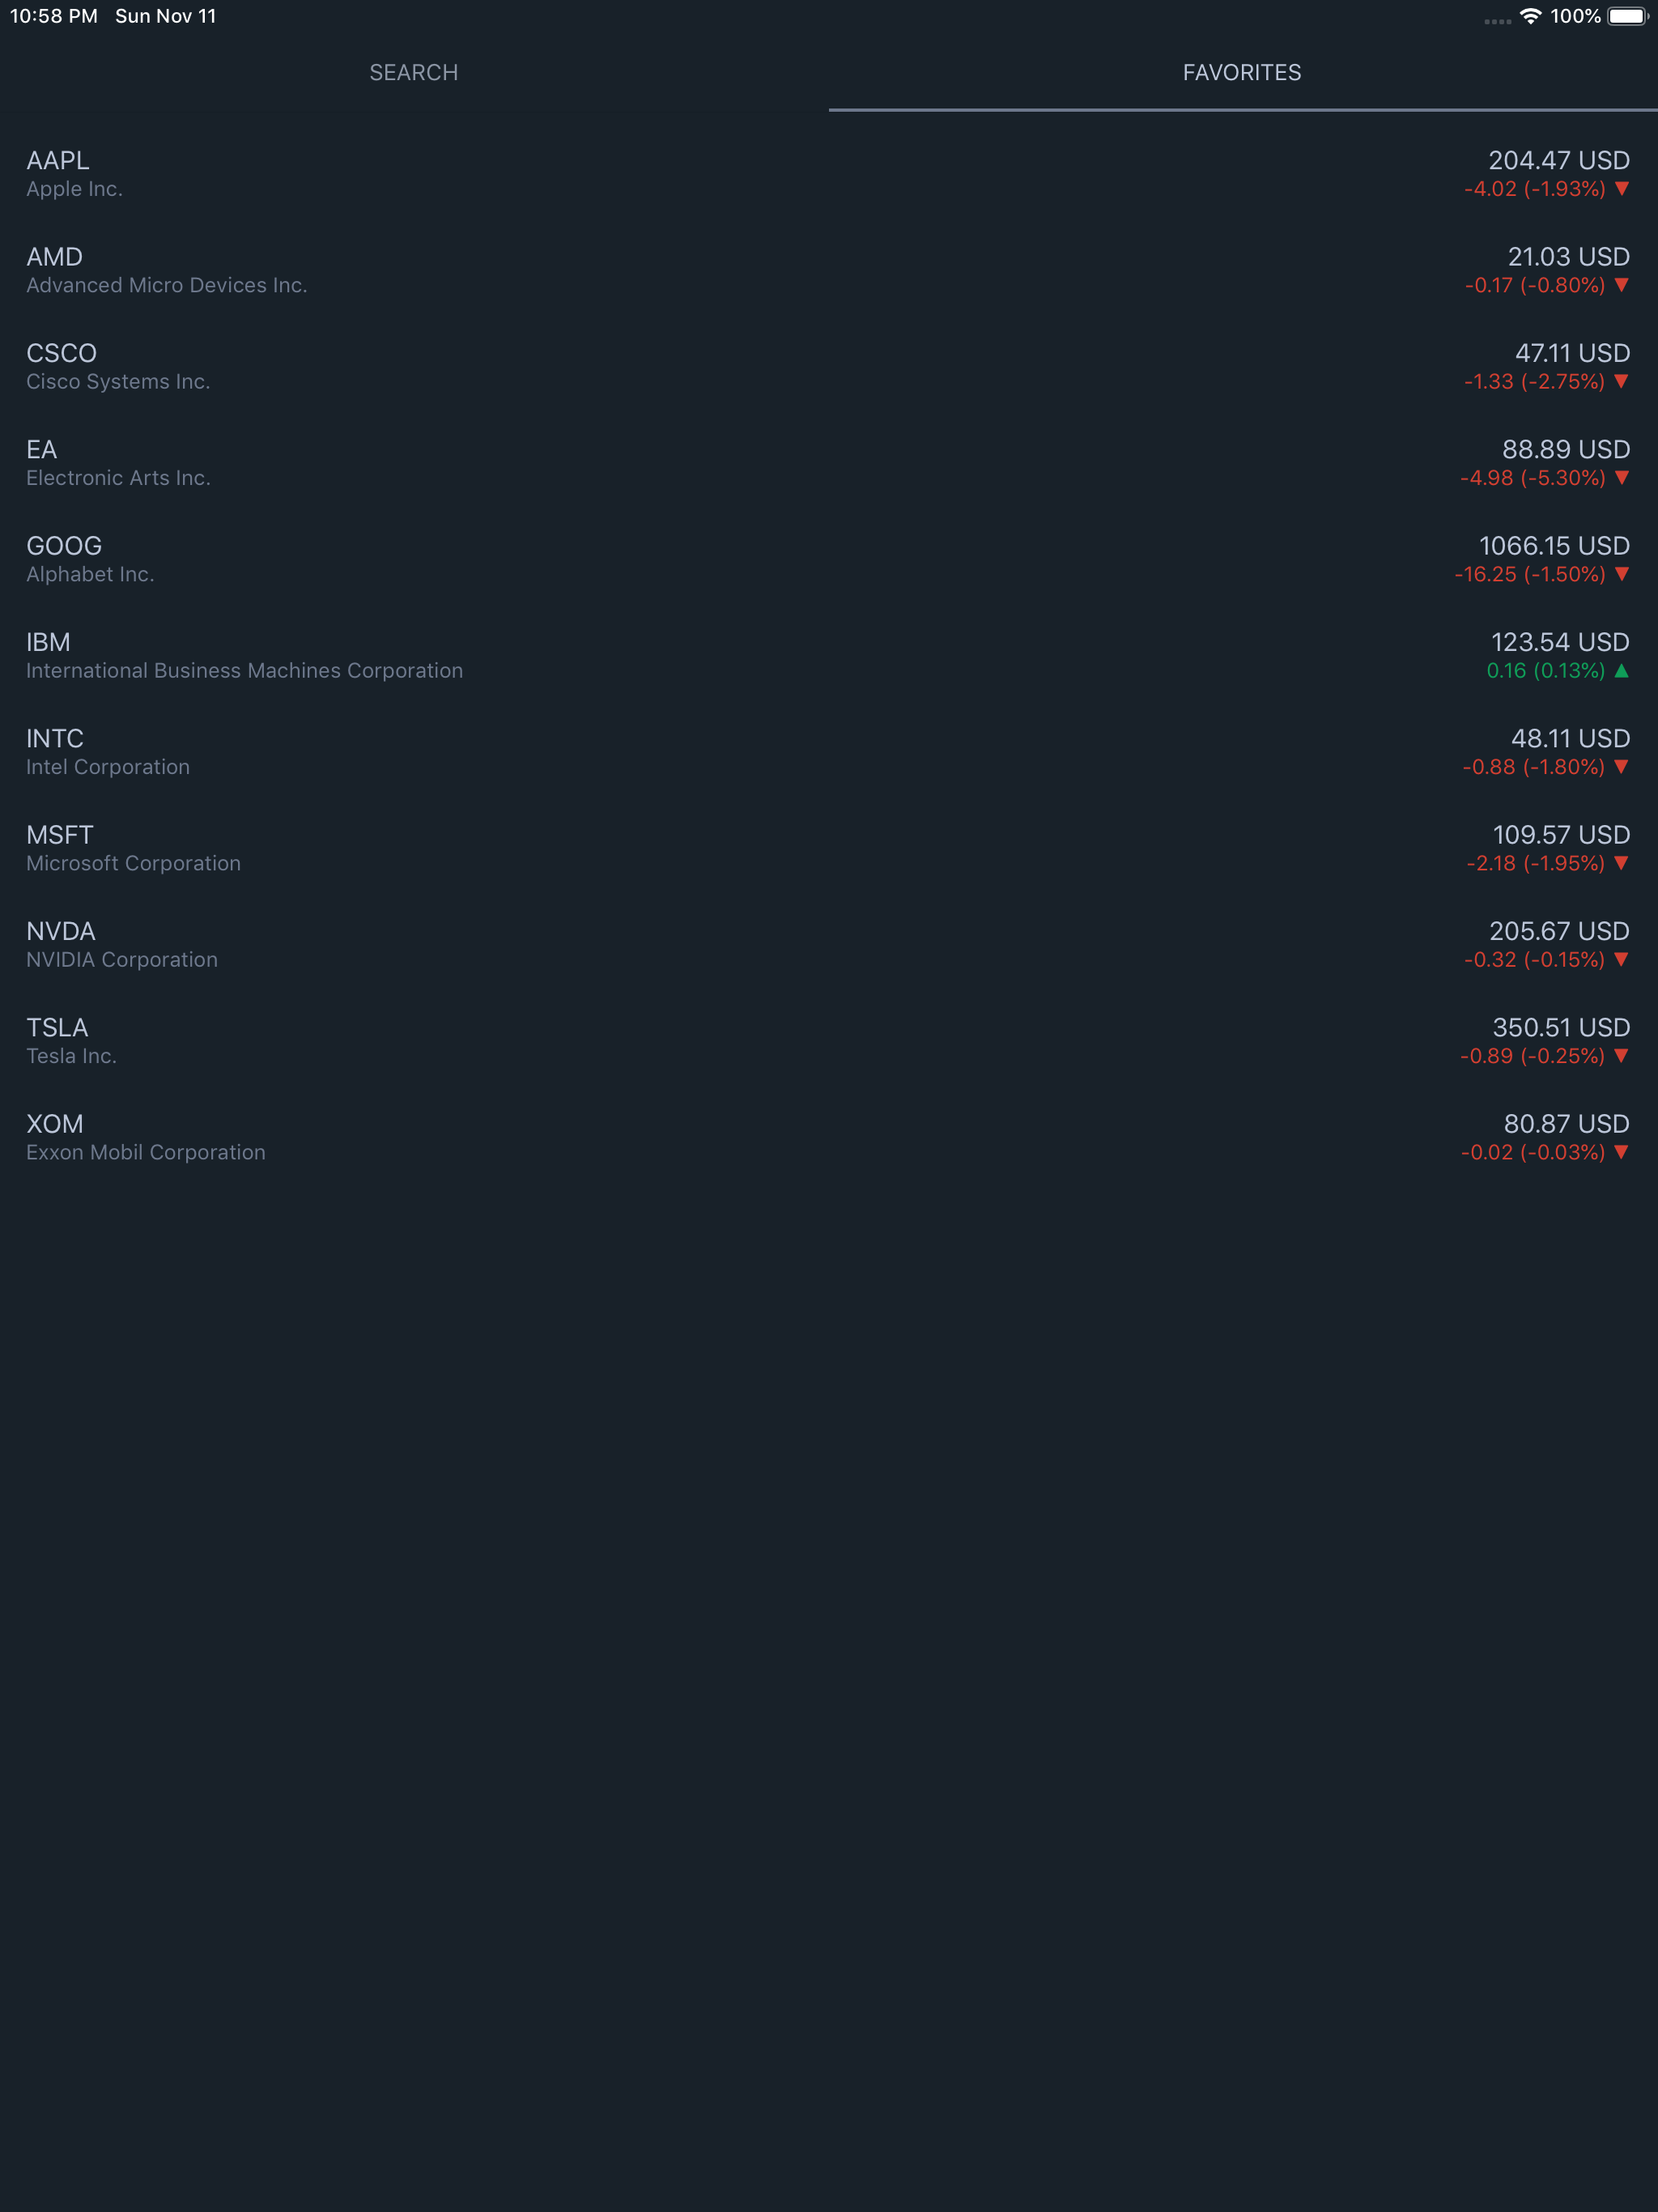 10:58 PM Sun Nov 11 100%
SEARCH FAVORITES
AAPL 204.47 USD
Apple Inc. -4.02 (-1.93%) ▼
AMD 21.03 USD
Advanced Micro Devices Inc. -0.17 (-0.80%) ▼
CSCO 47.11 USD
Cisco Systems Inc. -1.33 (-2.75%) ▼
EA 88.89 USD
Electronic Arts Inc. -4.98 (-5.30%) ▼
GOOG 1066.15 USD
Alphabet Inc. -16.25 (-1.50%) ▼
IBM 123.54 USD
International Business Machines Corporation 0.16 (0.13%) ▲
INTC 48.11 USD
Intel Corporation -0.88 (-1.80%) ▼
MSFT 109.57 USD
Microsoft Corporation -2.18 (-1.95%) ▼
NVDA 205.67 USD
NVIDIA Corporation -0.32 (-0.15%) ▼
TSLA 350.51 USD
Tesla Inc. -0.89 (-0.25%) ▼
XOM 80.87 USD
Exxon Mobil Corporation -0.02 (-0.03%) ▼